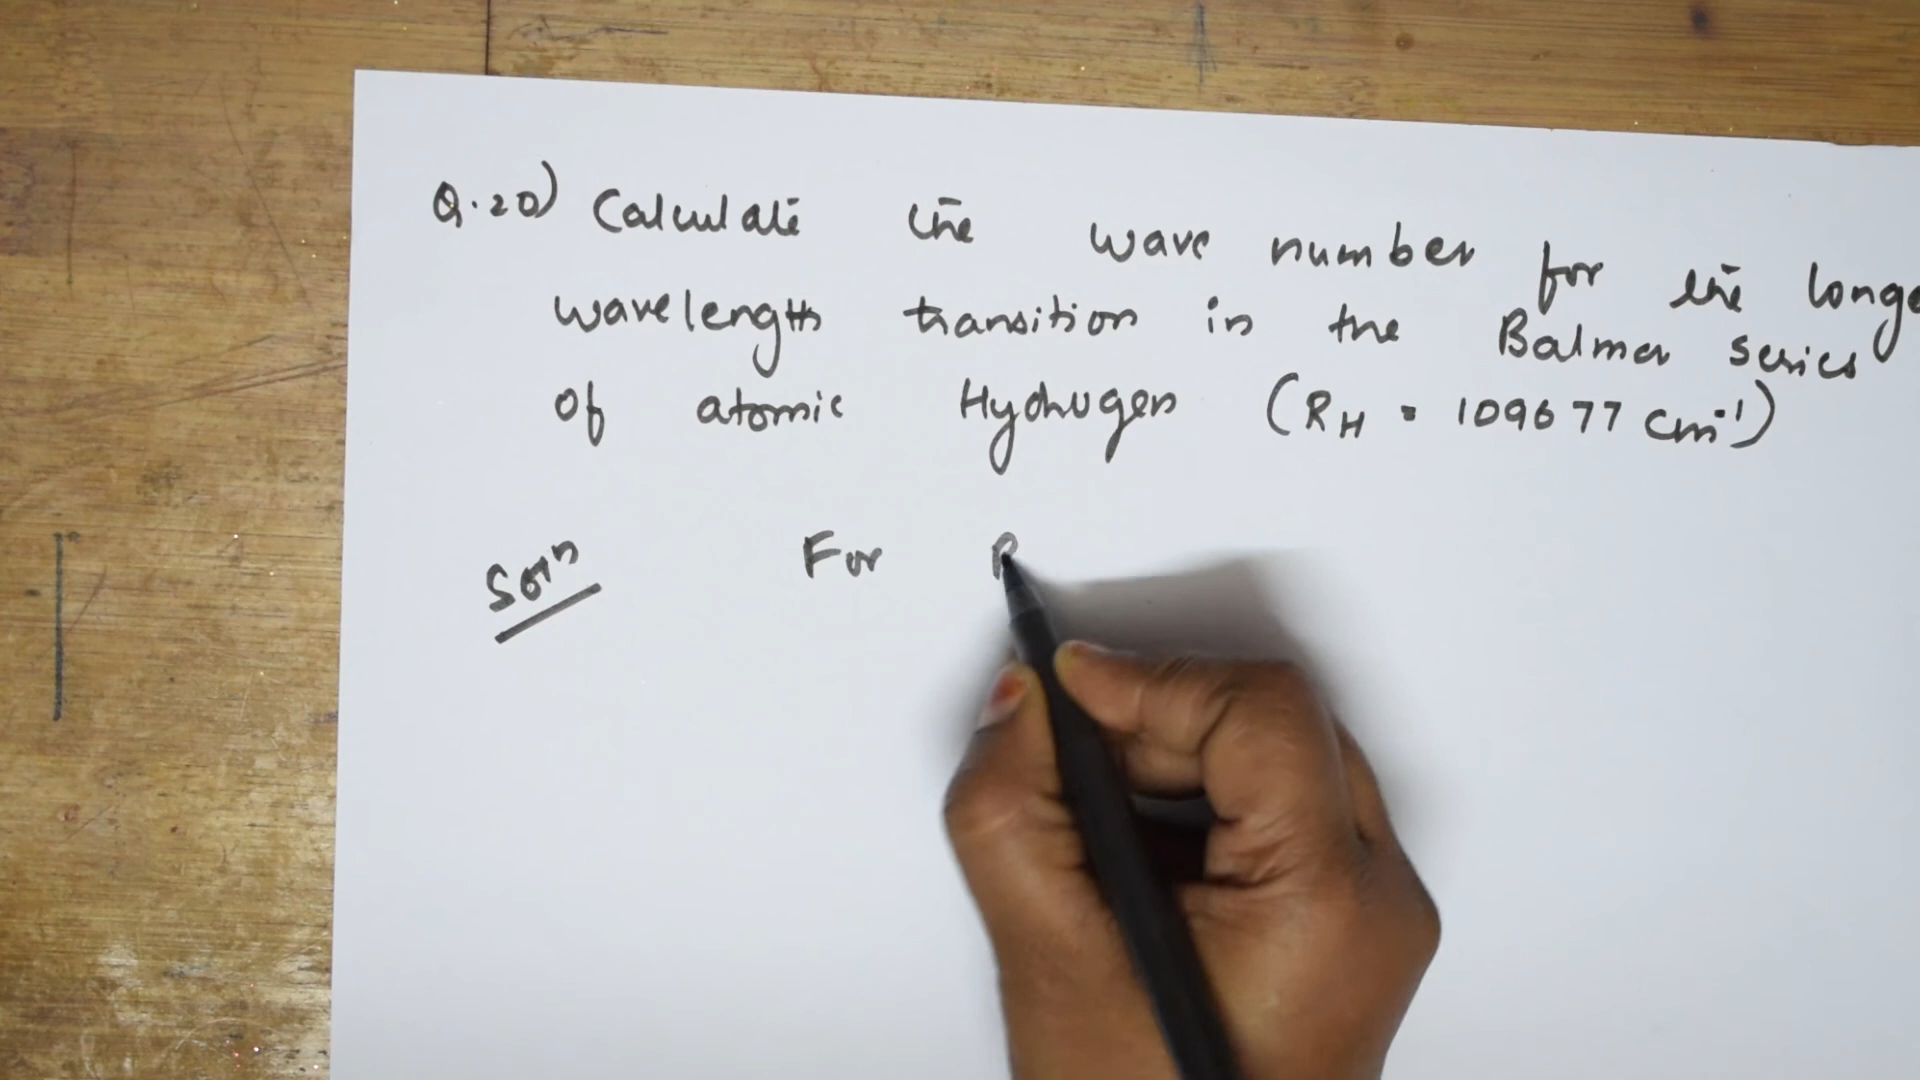 Q.20) Calculate the wave number for the longe
wavelength transition in the Balmer series
of atomic Hydrogen (RH = 109677 cm⁻¹)
Soln For B